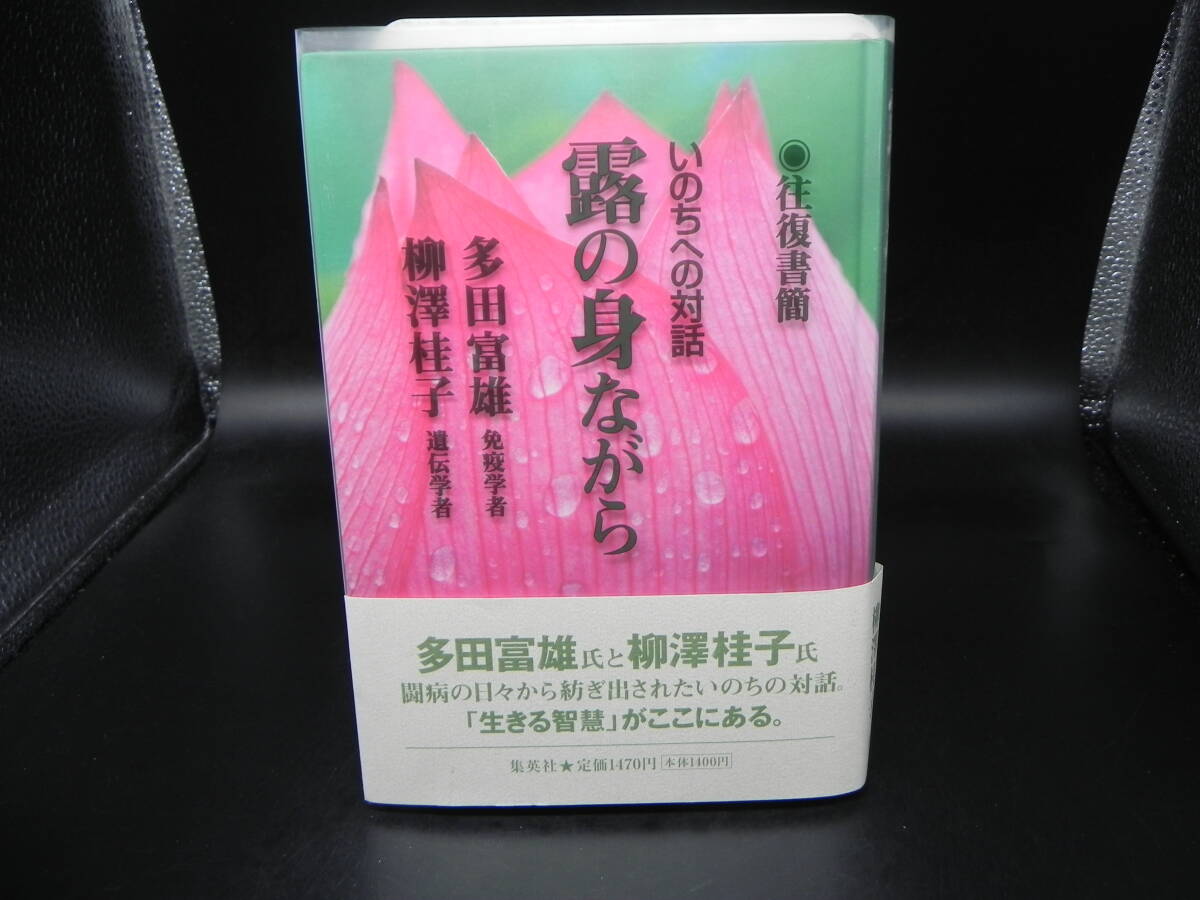 ◉往復書簡
いのちへの対話
露の身ながら
多田富雄 免疫学者
柳澤桂子 遺伝学者
多田富雄氏と柳澤桂子氏
闘病の日々から紡ぎ出されたいのちの対話。
「生きる智慧」がここにある。
集英社★定価1470円 本体1400円